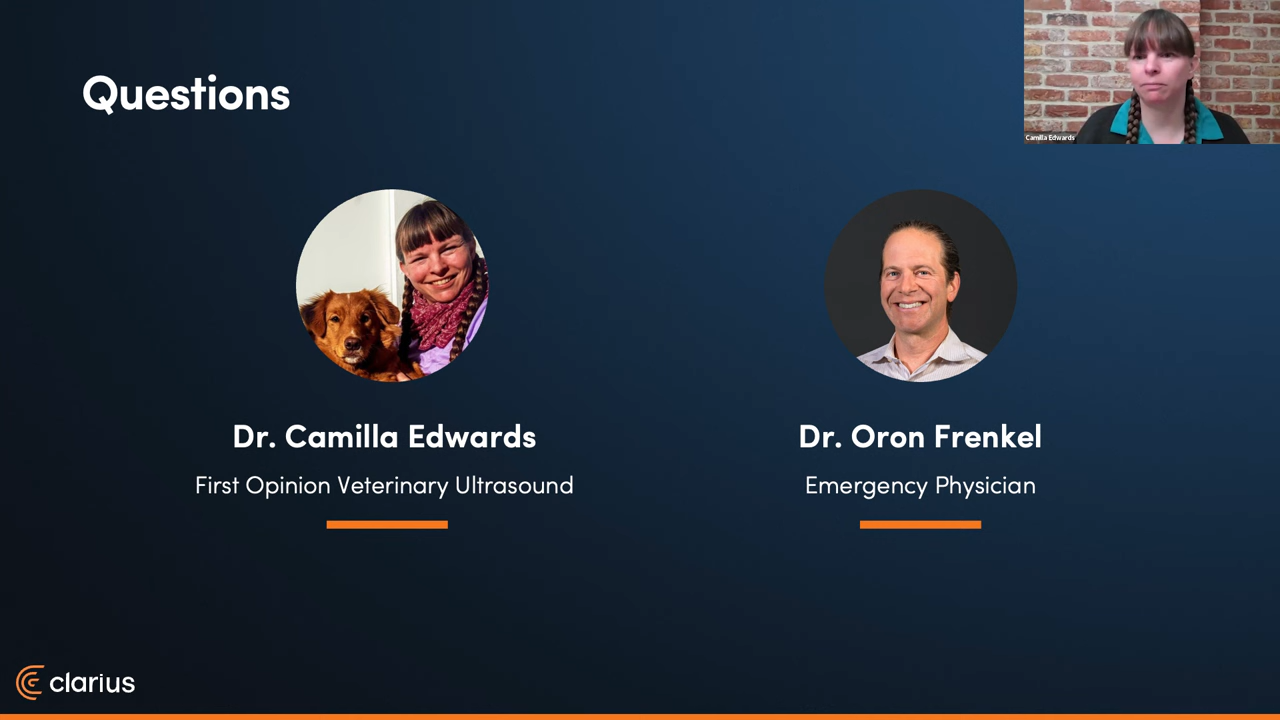 Questions
Camilla Edwards
Dr. Camilla Edwards
First Opinion Veterinary Ultrasound
Dr. Oron Frenkel
Emergency Physician
clarius